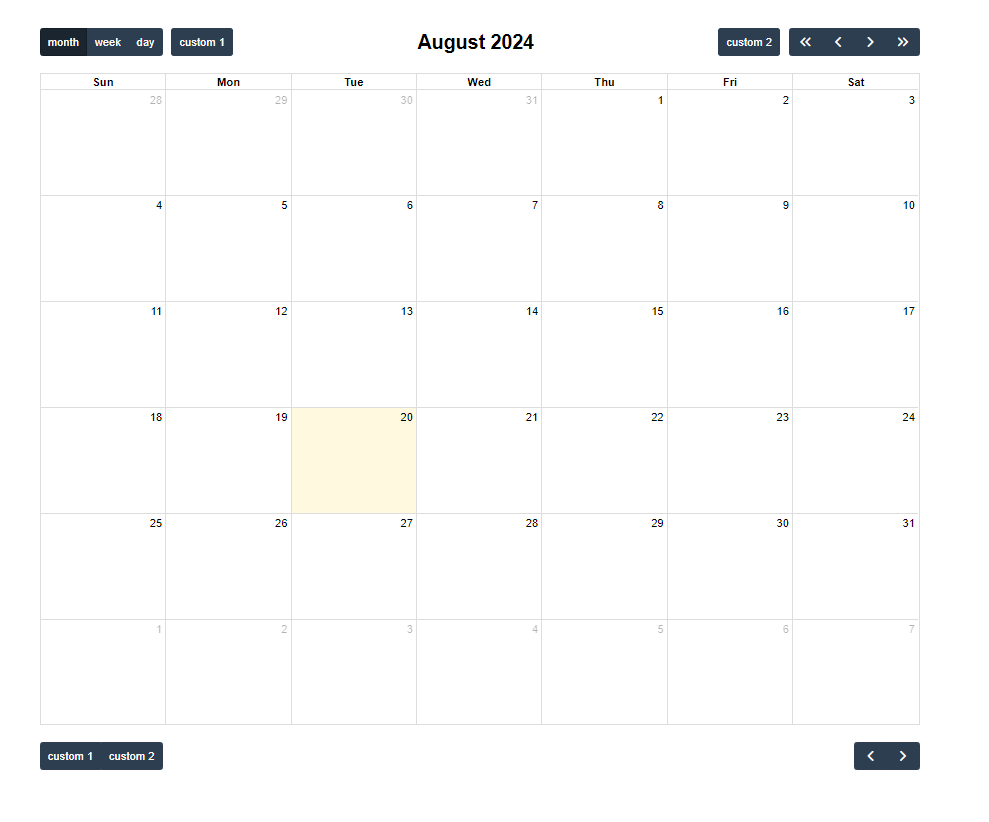 month week day custom 1 August 2024 custom 2
Sun Mon Tue Wed Thu Fri Sat
28 29 30 31 1 2 3
4 5 6 7 8 9 10
11 12 13 14 15 16 17
18 19 20 21 22 23 24
25 26 27 28 29 30 31
1 2 3 4 5 6 7
custom 1 custom 2